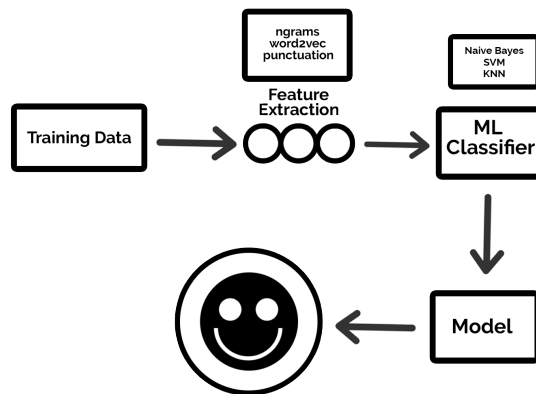 ngrams
word2vec
punctuation
Naive Bayes
SVM
KNN
Feature
Extraction
Training Data
ML
Classifier
Model